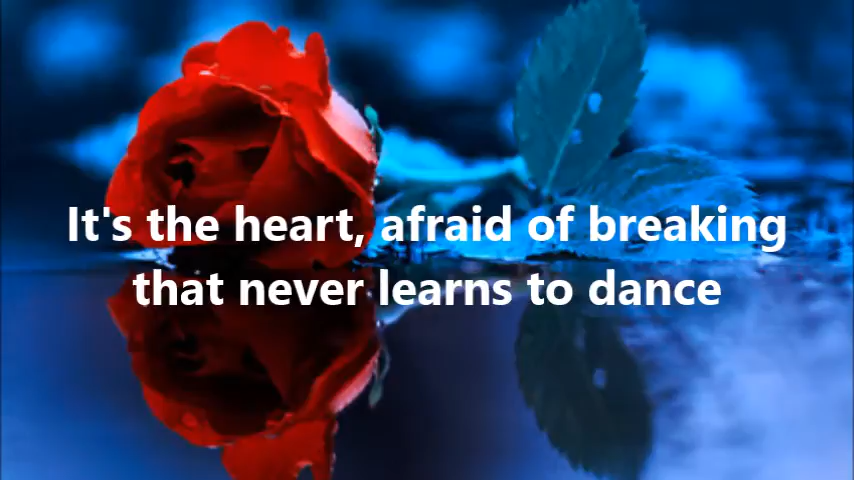 It's the heart, afraid of breaking
that never learns to dance